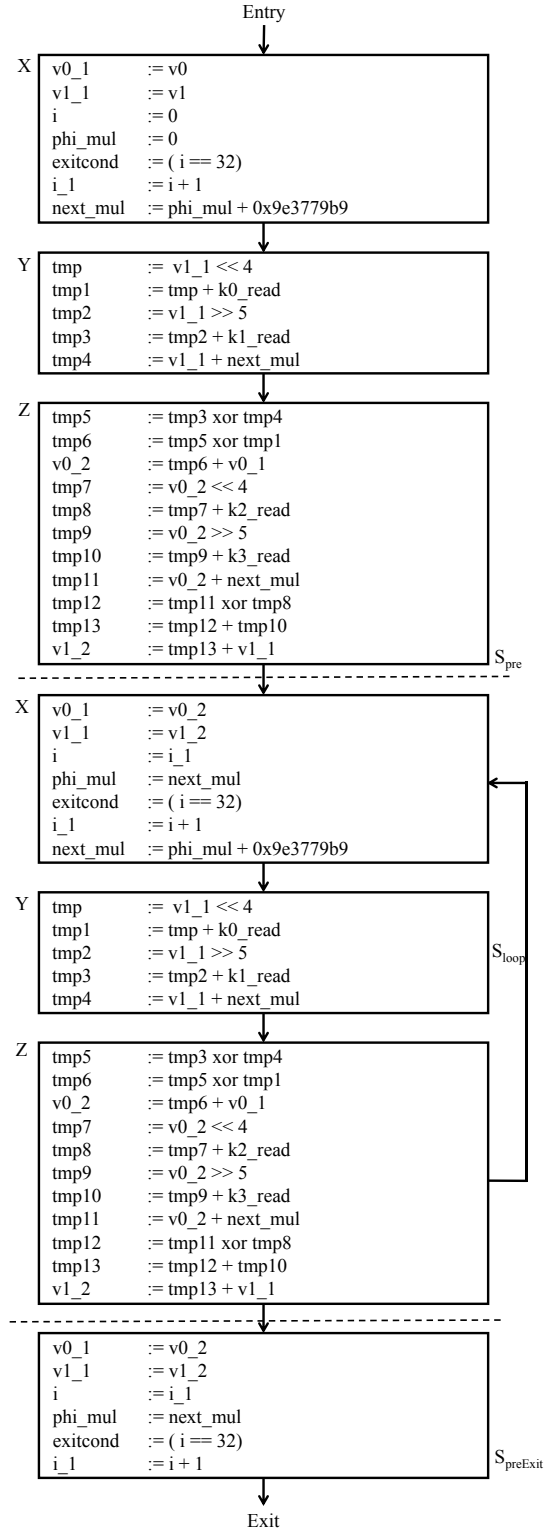 Entry
X
v0_1 := v0
v1_1 := v1
i := 0
phi_mul := 0
exitcond := ( i == 32)
i_1 := i + 1
next_mul := phi_mul + 0x9e3779b9
Y
tmp := v1_1 << 4
tmp1 := tmp + k0_read
tmp2 := v1_1 >> 5
tmp3 := tmp2 + k1_read
tmp4 := v1_1 + next_mul
Z
tmp5 := tmp3 xor tmp4
tmp6 := tmp5 xor tmp1
v0_2 := tmp6 + v0_1
tmp7 := v0_2 << 4
tmp8 := tmp7 + k2_read
tmp9 := v0_2 >> 5
tmp10 := tmp9 + k3_read
tmp11 := v0_2 + next_mul
tmp12 := tmp11 xor tmp8
tmp13 := tmp12 + tmp10
v1_2 := tmp13 + v1_1
Spre
X
v0_1 := v0_2
v1_1 := v1_2
i := i_1
phi_mul := next_mul
exitcond := ( i == 32)
i_1 := i + 1
next_mul := phi_mul + 0x9e3779b9
Y
tmp := v1_1 << 4
tmp1 := tmp + k0_read
tmp2 := v1_1 >> 5
tmp3 := tmp2 + k1_read
tmp4 := v1_1 + next_mul
Sloop
Z
tmp5 := tmp3 xor tmp4
tmp6 := tmp5 xor tmp1
v0_2 := tmp6 + v0_1
tmp7 := v0_2 << 4
tmp8 := tmp7 + k2_read
tmp9 := v0_2 >> 5
tmp10 := tmp9 + k3_read
tmp11 := v0_2 + next_mul
tmp12 := tmp11 xor tmp8
tmp13 := tmp12 + tmp10
v1_2 := tmp13 + v1_1
v0_1 := v0_2
v1_1 := v1_2
i := i_1
phi_mul := next_mul
exitcond := ( i == 32)
i_1 := i + 1
SpreExit
Exit